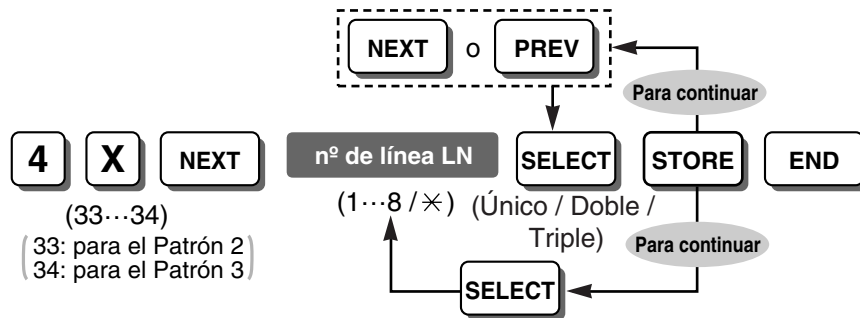 NEXT o PREV
Para continuar
4 X NEXT nº de línea LN SELECT STORE END
(33···34) (1···8 / ✳) (Único / Doble / Triple)
33: para el Patrón 2
34: para el Patrón 3
Para continuar
SELECT